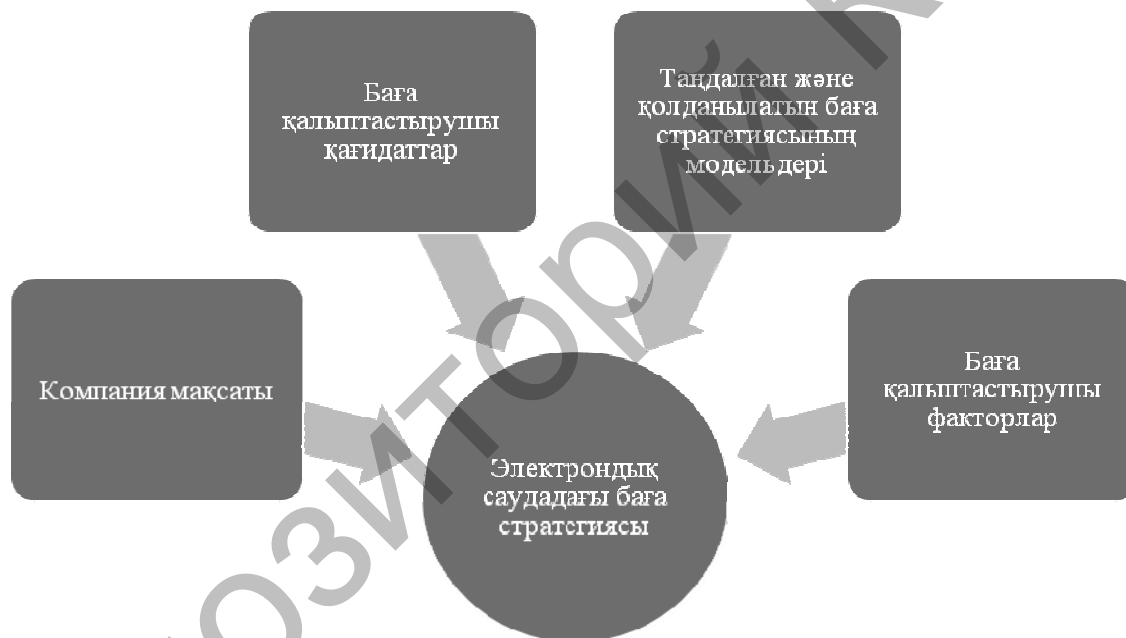 Баға
қалыптастырушы
қағидаттар
Таңдалған және
қолданылатын баға
стратегиясының
модельдері
Компания мақсаты
Баға
қалыптастырушы
факторлар
Электрондық
саудадағы баға
стратегиясы